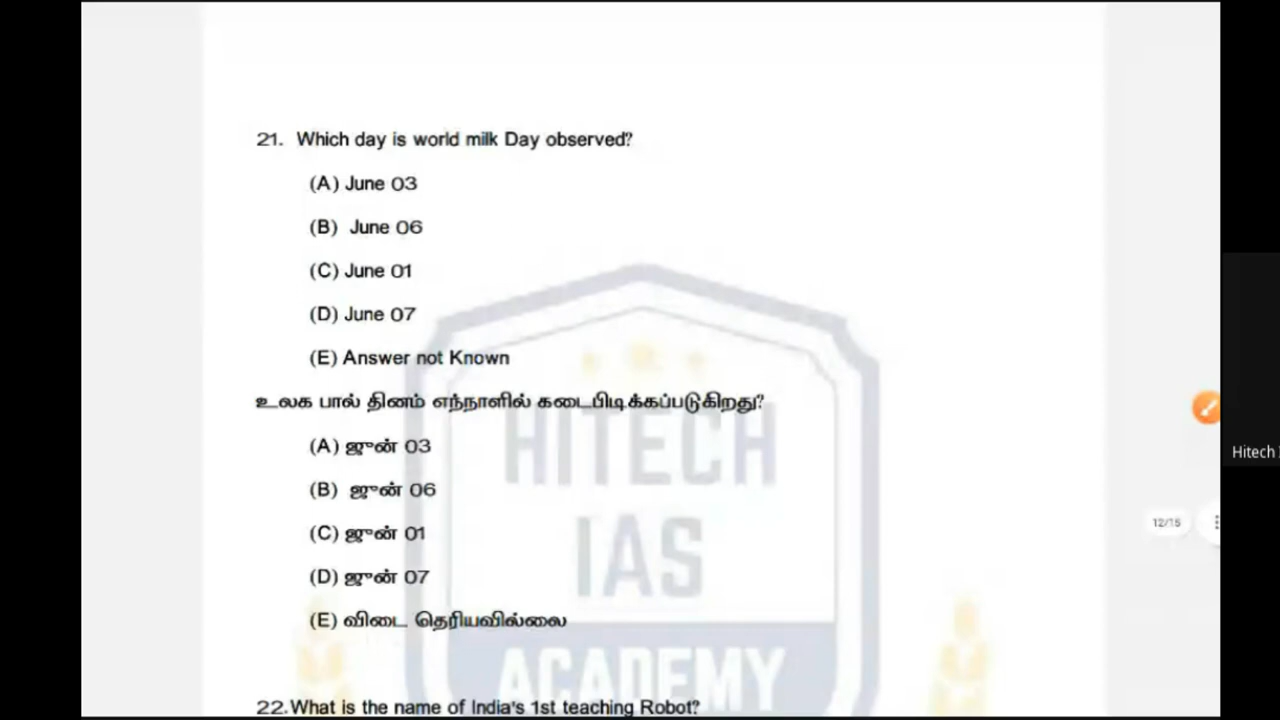 21. Which day is world milk Day observed?
(A) June 03
(B) June 06
(C) June 01
(D) June 07
(E) Answer not Known
உலக பால் தினம் எந்நாளில் கடைபிடிக்கப்படுகிறது?
(A) ஜுன் 03
(B) ஜுன் 06
(C) ஜுன் 01
(D) ஜுன் 07
(E) விடை தெரியவில்லை
22.What is the name of India's 1st teaching Robot?
HITECH
IAS
ACADEMY
12/15
Hitech